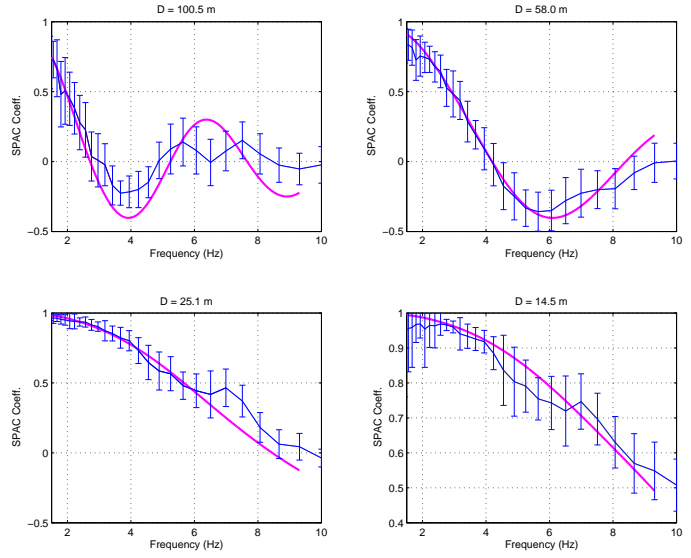 D = 100.5 m
1
0.5
0
−0.5
SPAC Coeff.
2 4 6 8 10
Frequency (Hz)
D = 58.0 m
1
0.5
0
−0.5
SPAC Coeff.
2 4 6 8 10
Frequency (Hz)
D = 25.1 m
1
0.5
0
−0.5
SPAC Coeff.
2 4 6 8 10
Frequency (Hz)
D = 14.5 m
1
0.9
0.8
0.7
0.6
0.5
0.4
SPAC Coeff.
2 4 6 8 10
Frequency (Hz)